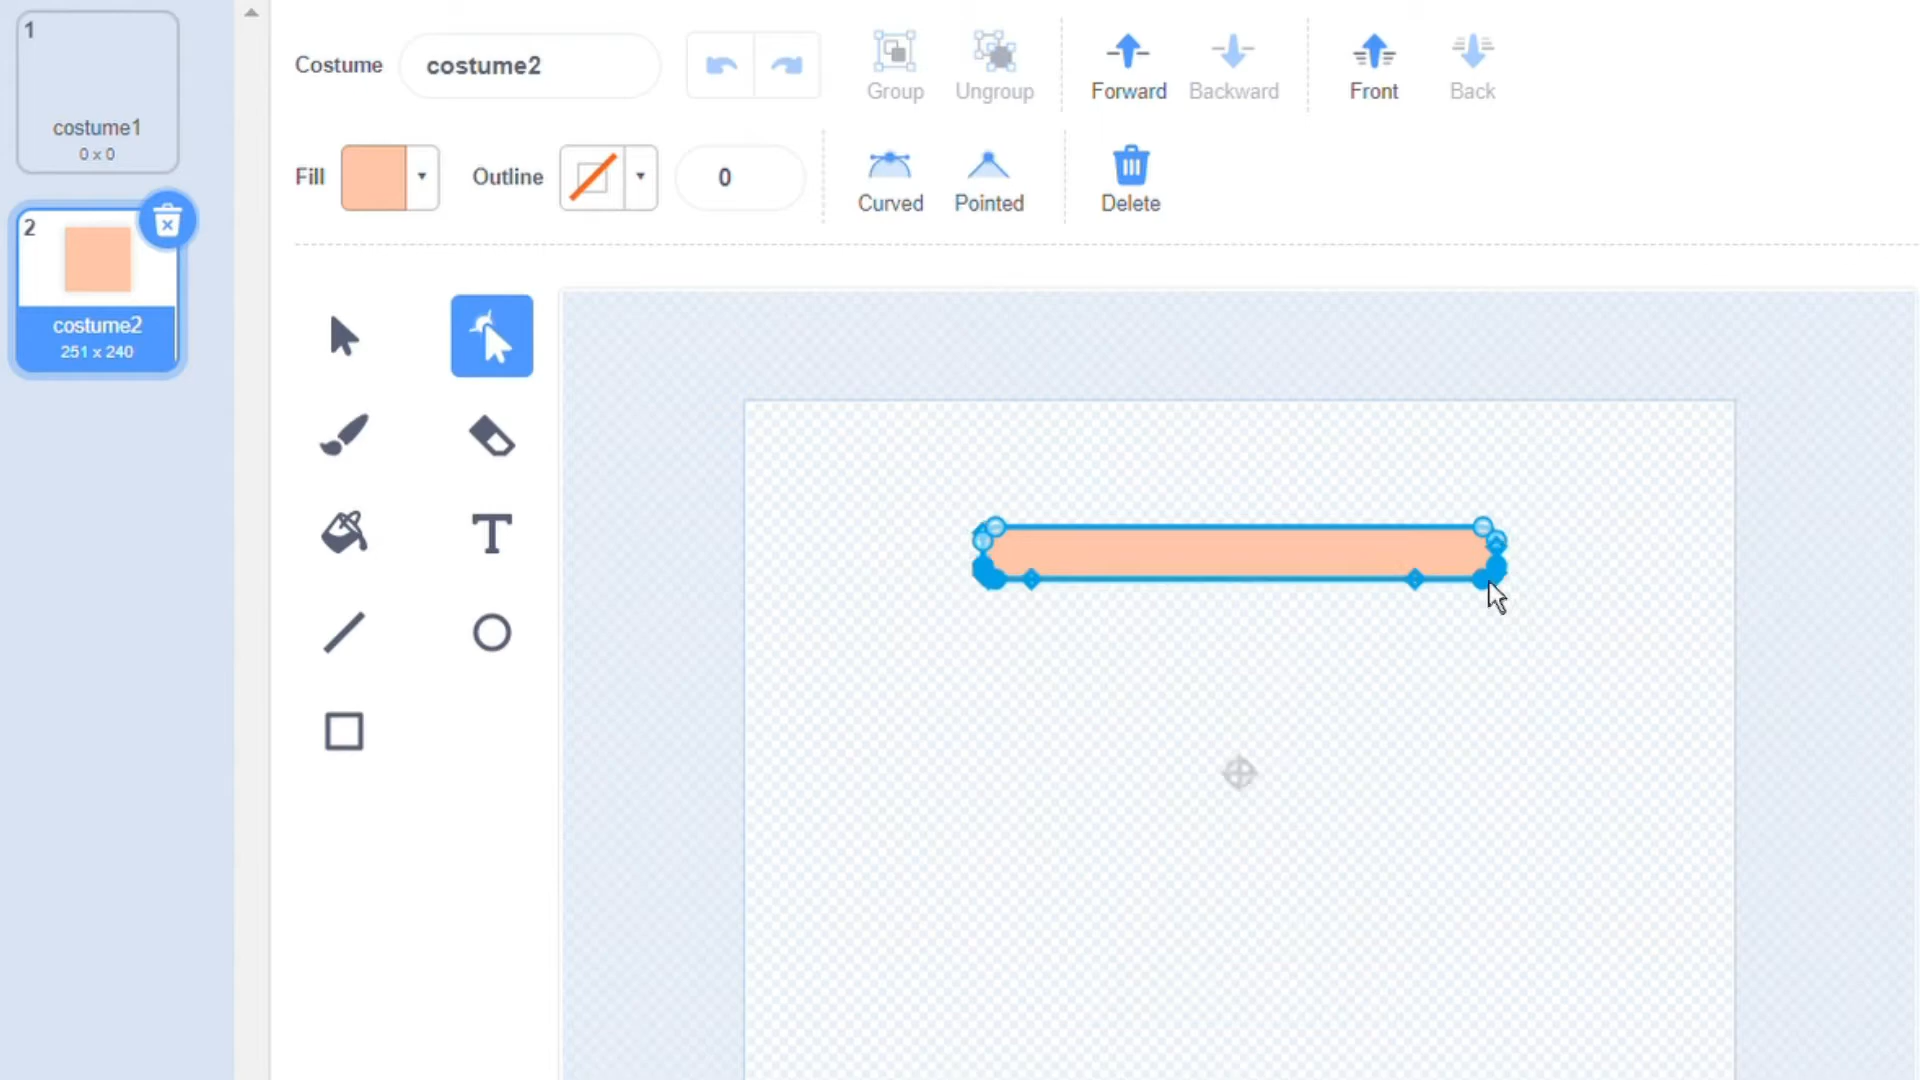 1
costume1
0 x 0
2
costume2
251 x 240
Costume
costume2
Group
Ungroup
Forward
Backward
Front
Back
Fill
Outline
0
Curved
Pointed
Delete
T